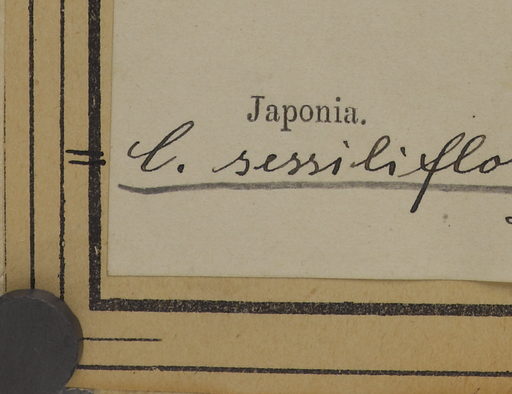 Japonia.
= C. sessiliflo